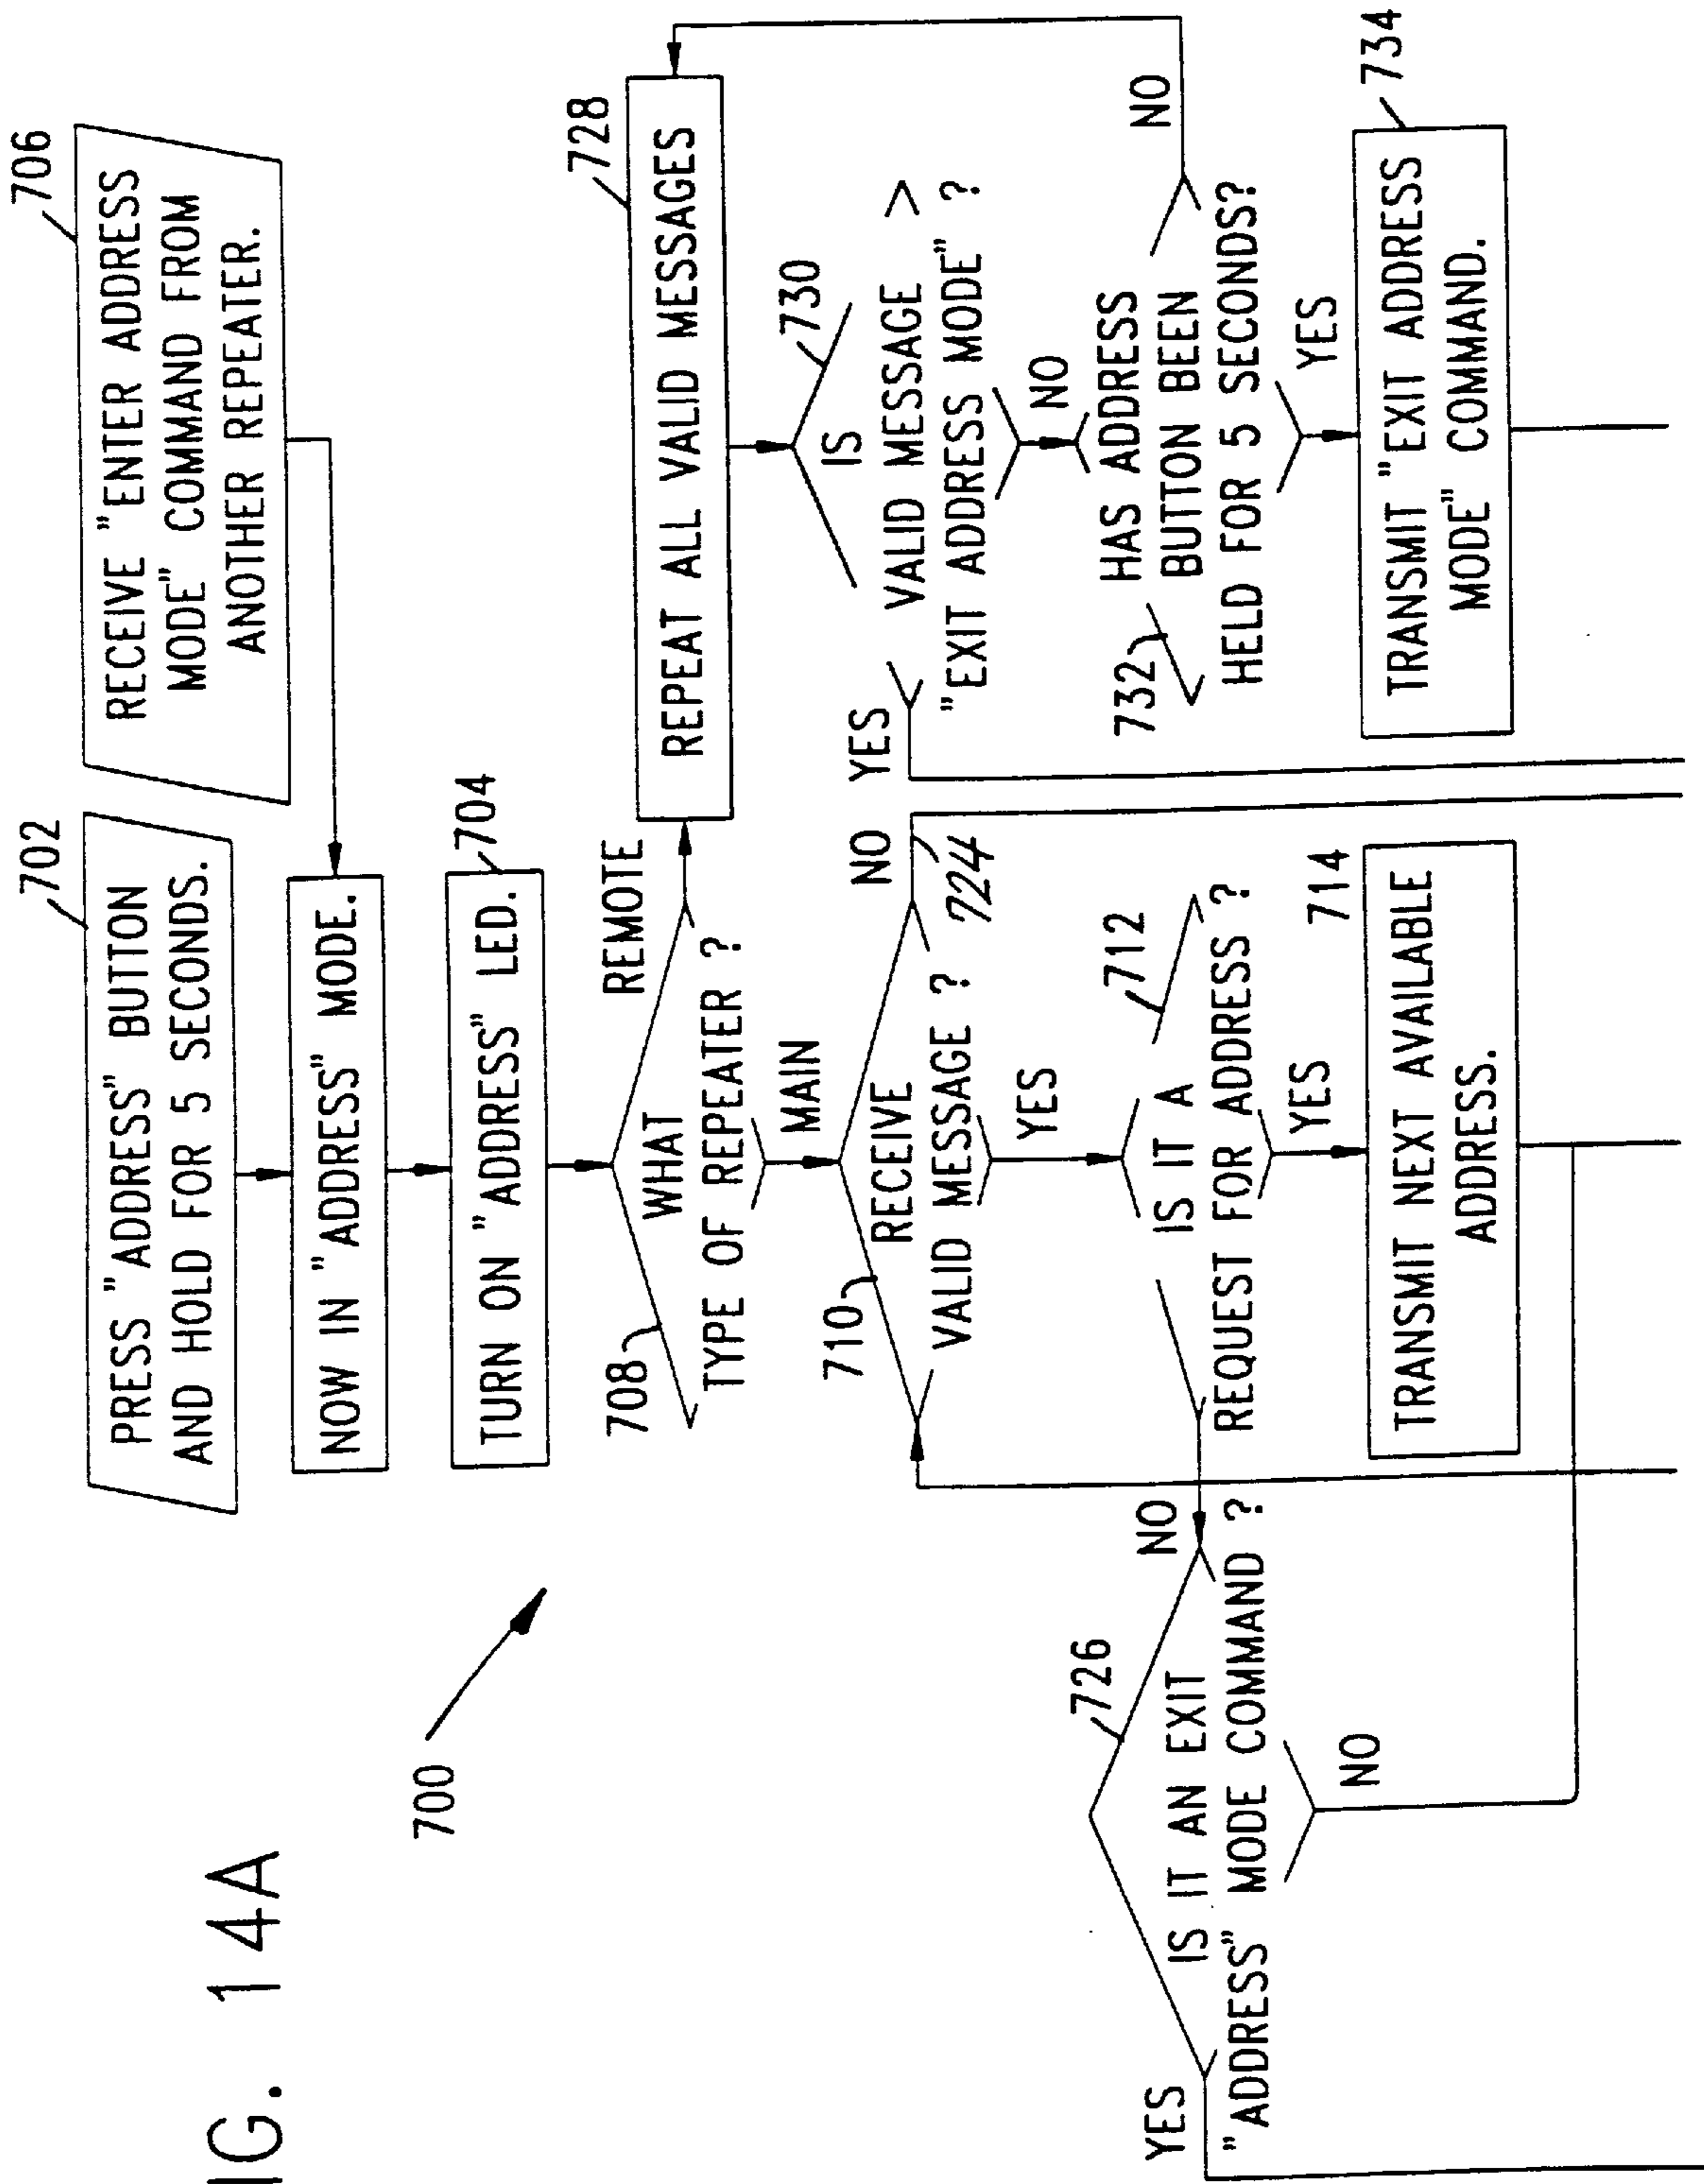 IG. 14A
700
702
PRESS "ADDRESS" BUTTON
AND HOLD FOR 5 SECONDS.
706
RECEIVE "ENTER ADDRESS
MODE" COMMAND FROM
ANOTHER REPEATER.
NOW IN "ADDRESS" MODE.
704
TURN ON "ADDRESS" LED.
708
WHAT
TYPE OF REPEATER ?
REMOTE
MAIN
728
REPEAT ALL VALID MESSAGES
710
RECEIVE
VALID MESSAGE ?
NO
724
YES
730
IS
VALID MESSAGE >
"EXIT ADDRESS MODE" ?
YES
NO
712
IS IT A
REQUEST FOR ADDRESS ?
NO
YES
726
IS IT AN EXIT
"ADDRESS" MODE COMMAND ?
YES
NO
732
HAS ADDRESS
BUTTON BEEN
HELD FOR 5 SECONDS?
NO
YES
714
TRANSMIT NEXT AVAILABLE
ADDRESS.
734
TRANSMIT "EXIT ADDRESS
MODE" COMMAND.